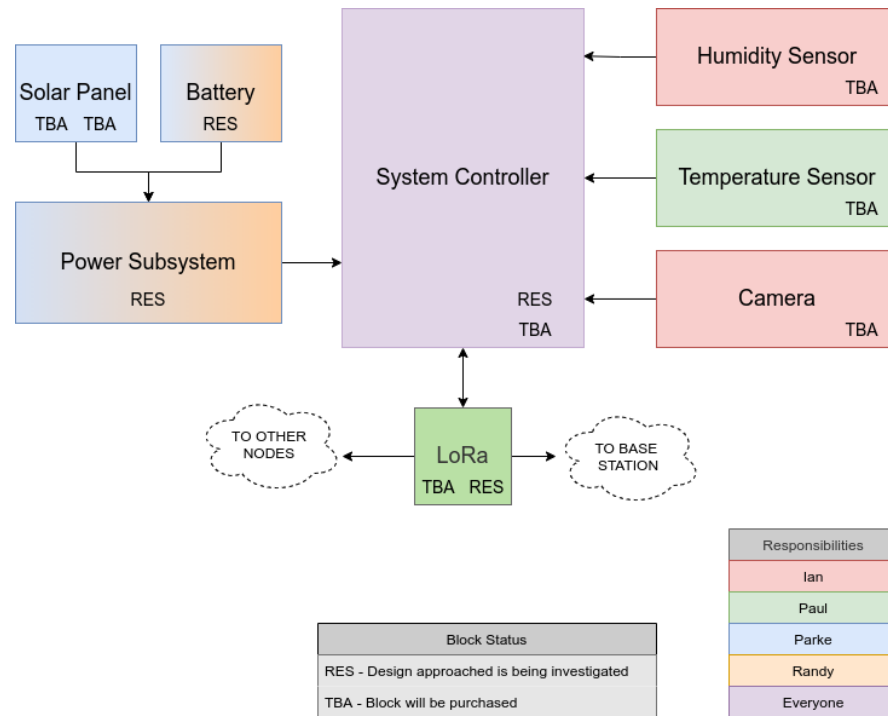 Solar Panel
TBA TBA
Battery
RES
Power Subsystem
RES
System Controller
RES
TBA
Humidity Sensor
TBA
Temperature Sensor
TBA
Camera
TBA
TO OTHER
NODES
LoRa
TBA RES
TO BASE
STATION
Block Status
RES - Design approached is being investigated
TBA - Block will be purchased
Responsibilities
Ian
Paul
Parke
Randy
Everyone